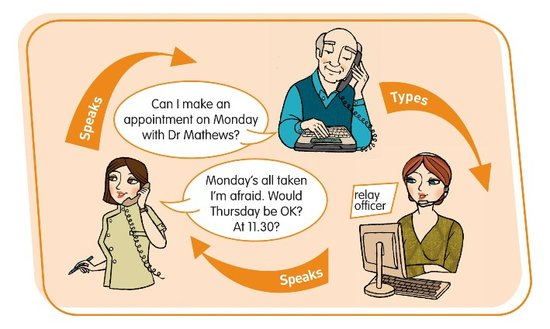 Speaks
Can I make an
appointment on Monday
with Dr Mathews?
Types
Monday's all taken
I'm afraid. Would
Thursday be OK?
At 11.30?
relay
officer
Speaks